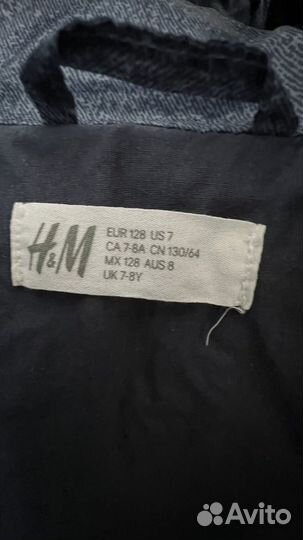 H&M
EUR 128 US 7
CA 7-8A CN 130/64
MX 128 AUS 8
UK 7-8Y
Avito